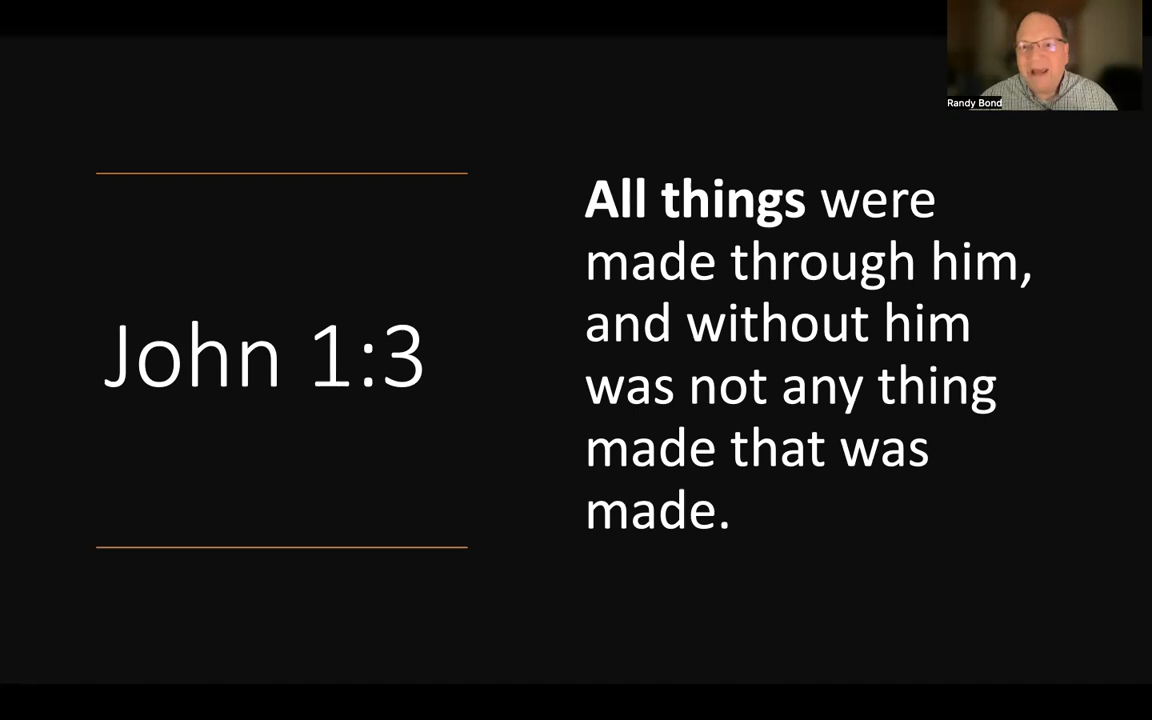 Randy Bond
John 1:3
All things were
made through him,
and without him
was not any thing
made that was
made.